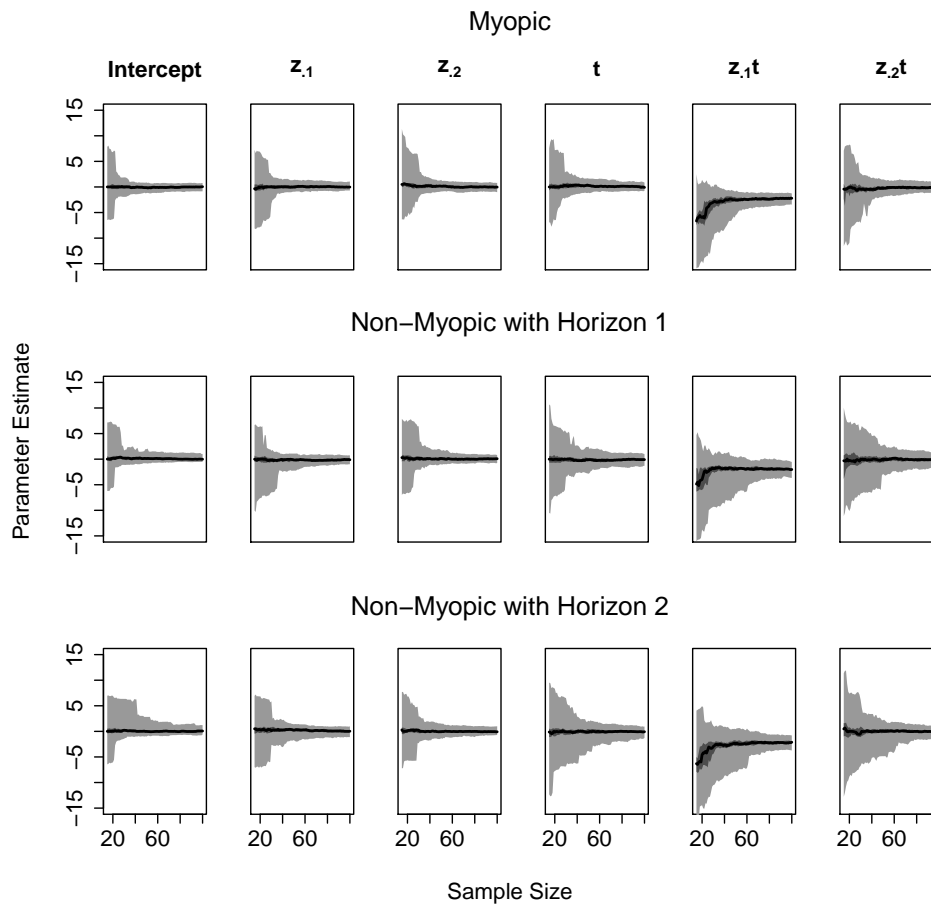 Myopic
Intercept z.1 z.2 t z.1t z.2t
15
5
−5
−15
Non−Myopic with Horizon 1
15
5
−5
−15
Parameter Estimate
Non−Myopic with Horizon 2
15
5
−5
−15
20 60 20 60 20 60 20 60 20 60 20 60
Sample Size